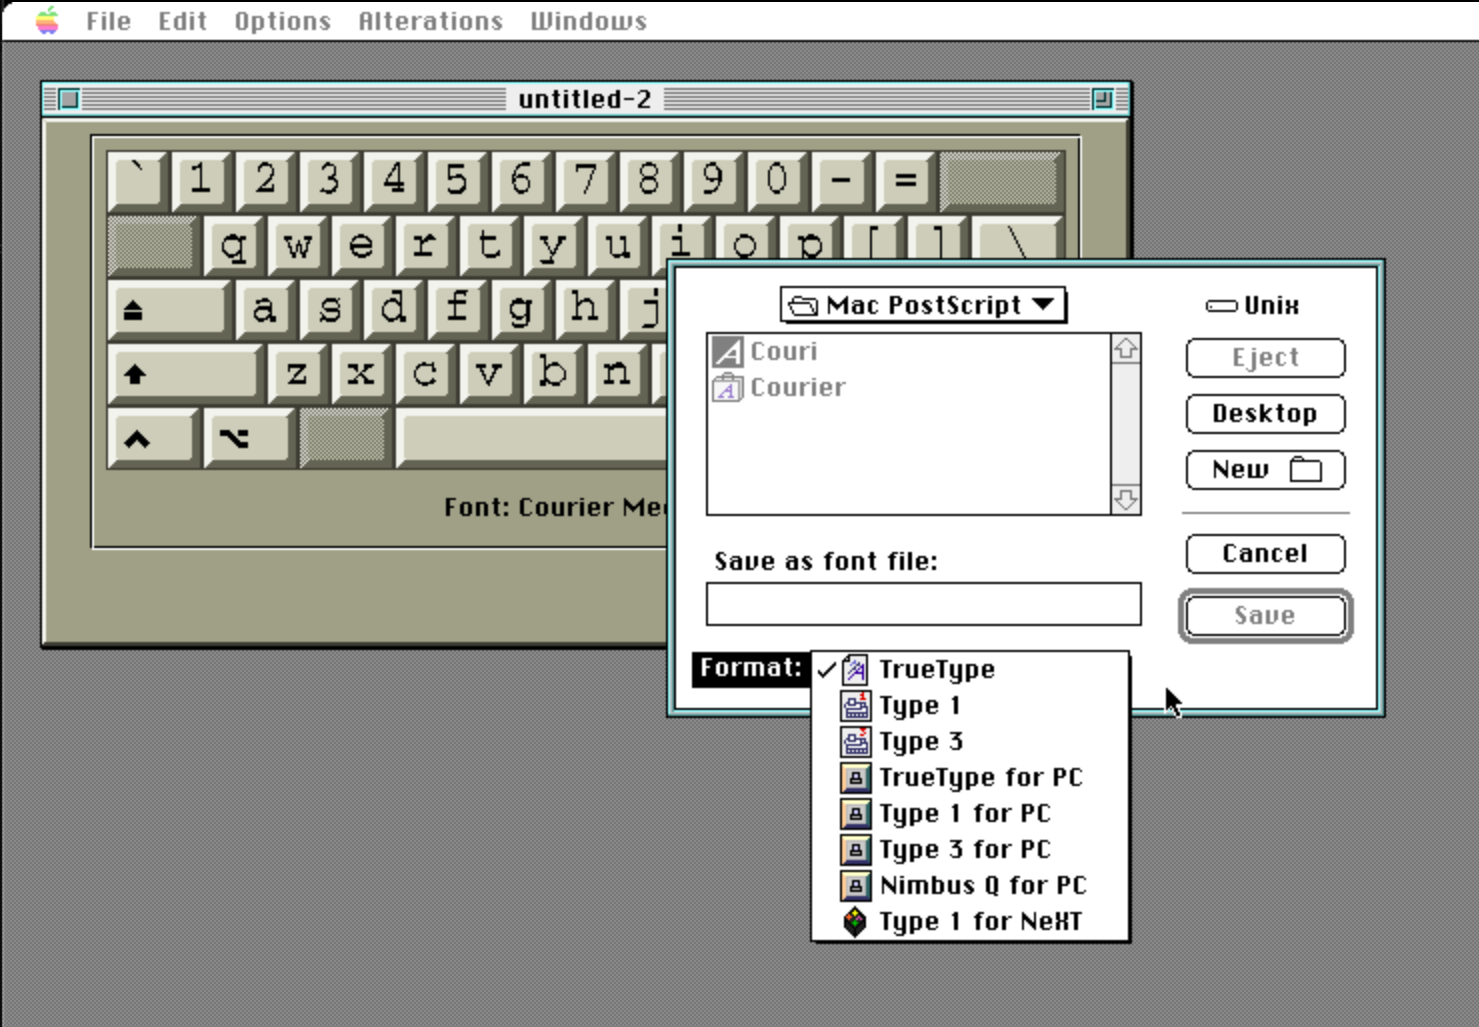 File Edit Options Alterations Windows
untitled-2
` 1 2 3 4 5 6 7 8 9 0 - =
q w e r t y u i o p [ ] \
a s d f g h j
z x c v b n
Font: Courier Me
Mac PostScript
Unix
Couri
Courier
Eject
Desktop
New
Save as font file:
Cancel
Save
Format:
TrueType
Type 1
Type 3
TrueType for PC
Type 1 for PC
Type 3 for PC
Nimbus Q for PC
Type 1 for NeXT